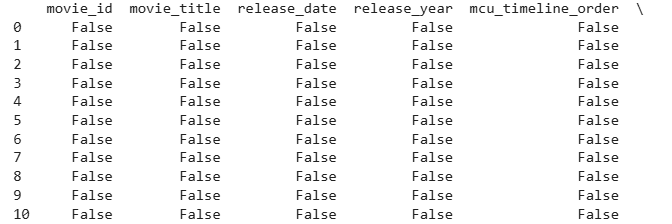 movie_id movie_title release_date release_year mcu_timeline_order \
0 False False False False False
1 False False False False False
2 False False False False False
3 False False False False False
4 False False False False False
5 False False False False False
6 False False False False False
7 False False False False False
8 False False False False False
9 False False False False False
10 False False False False False